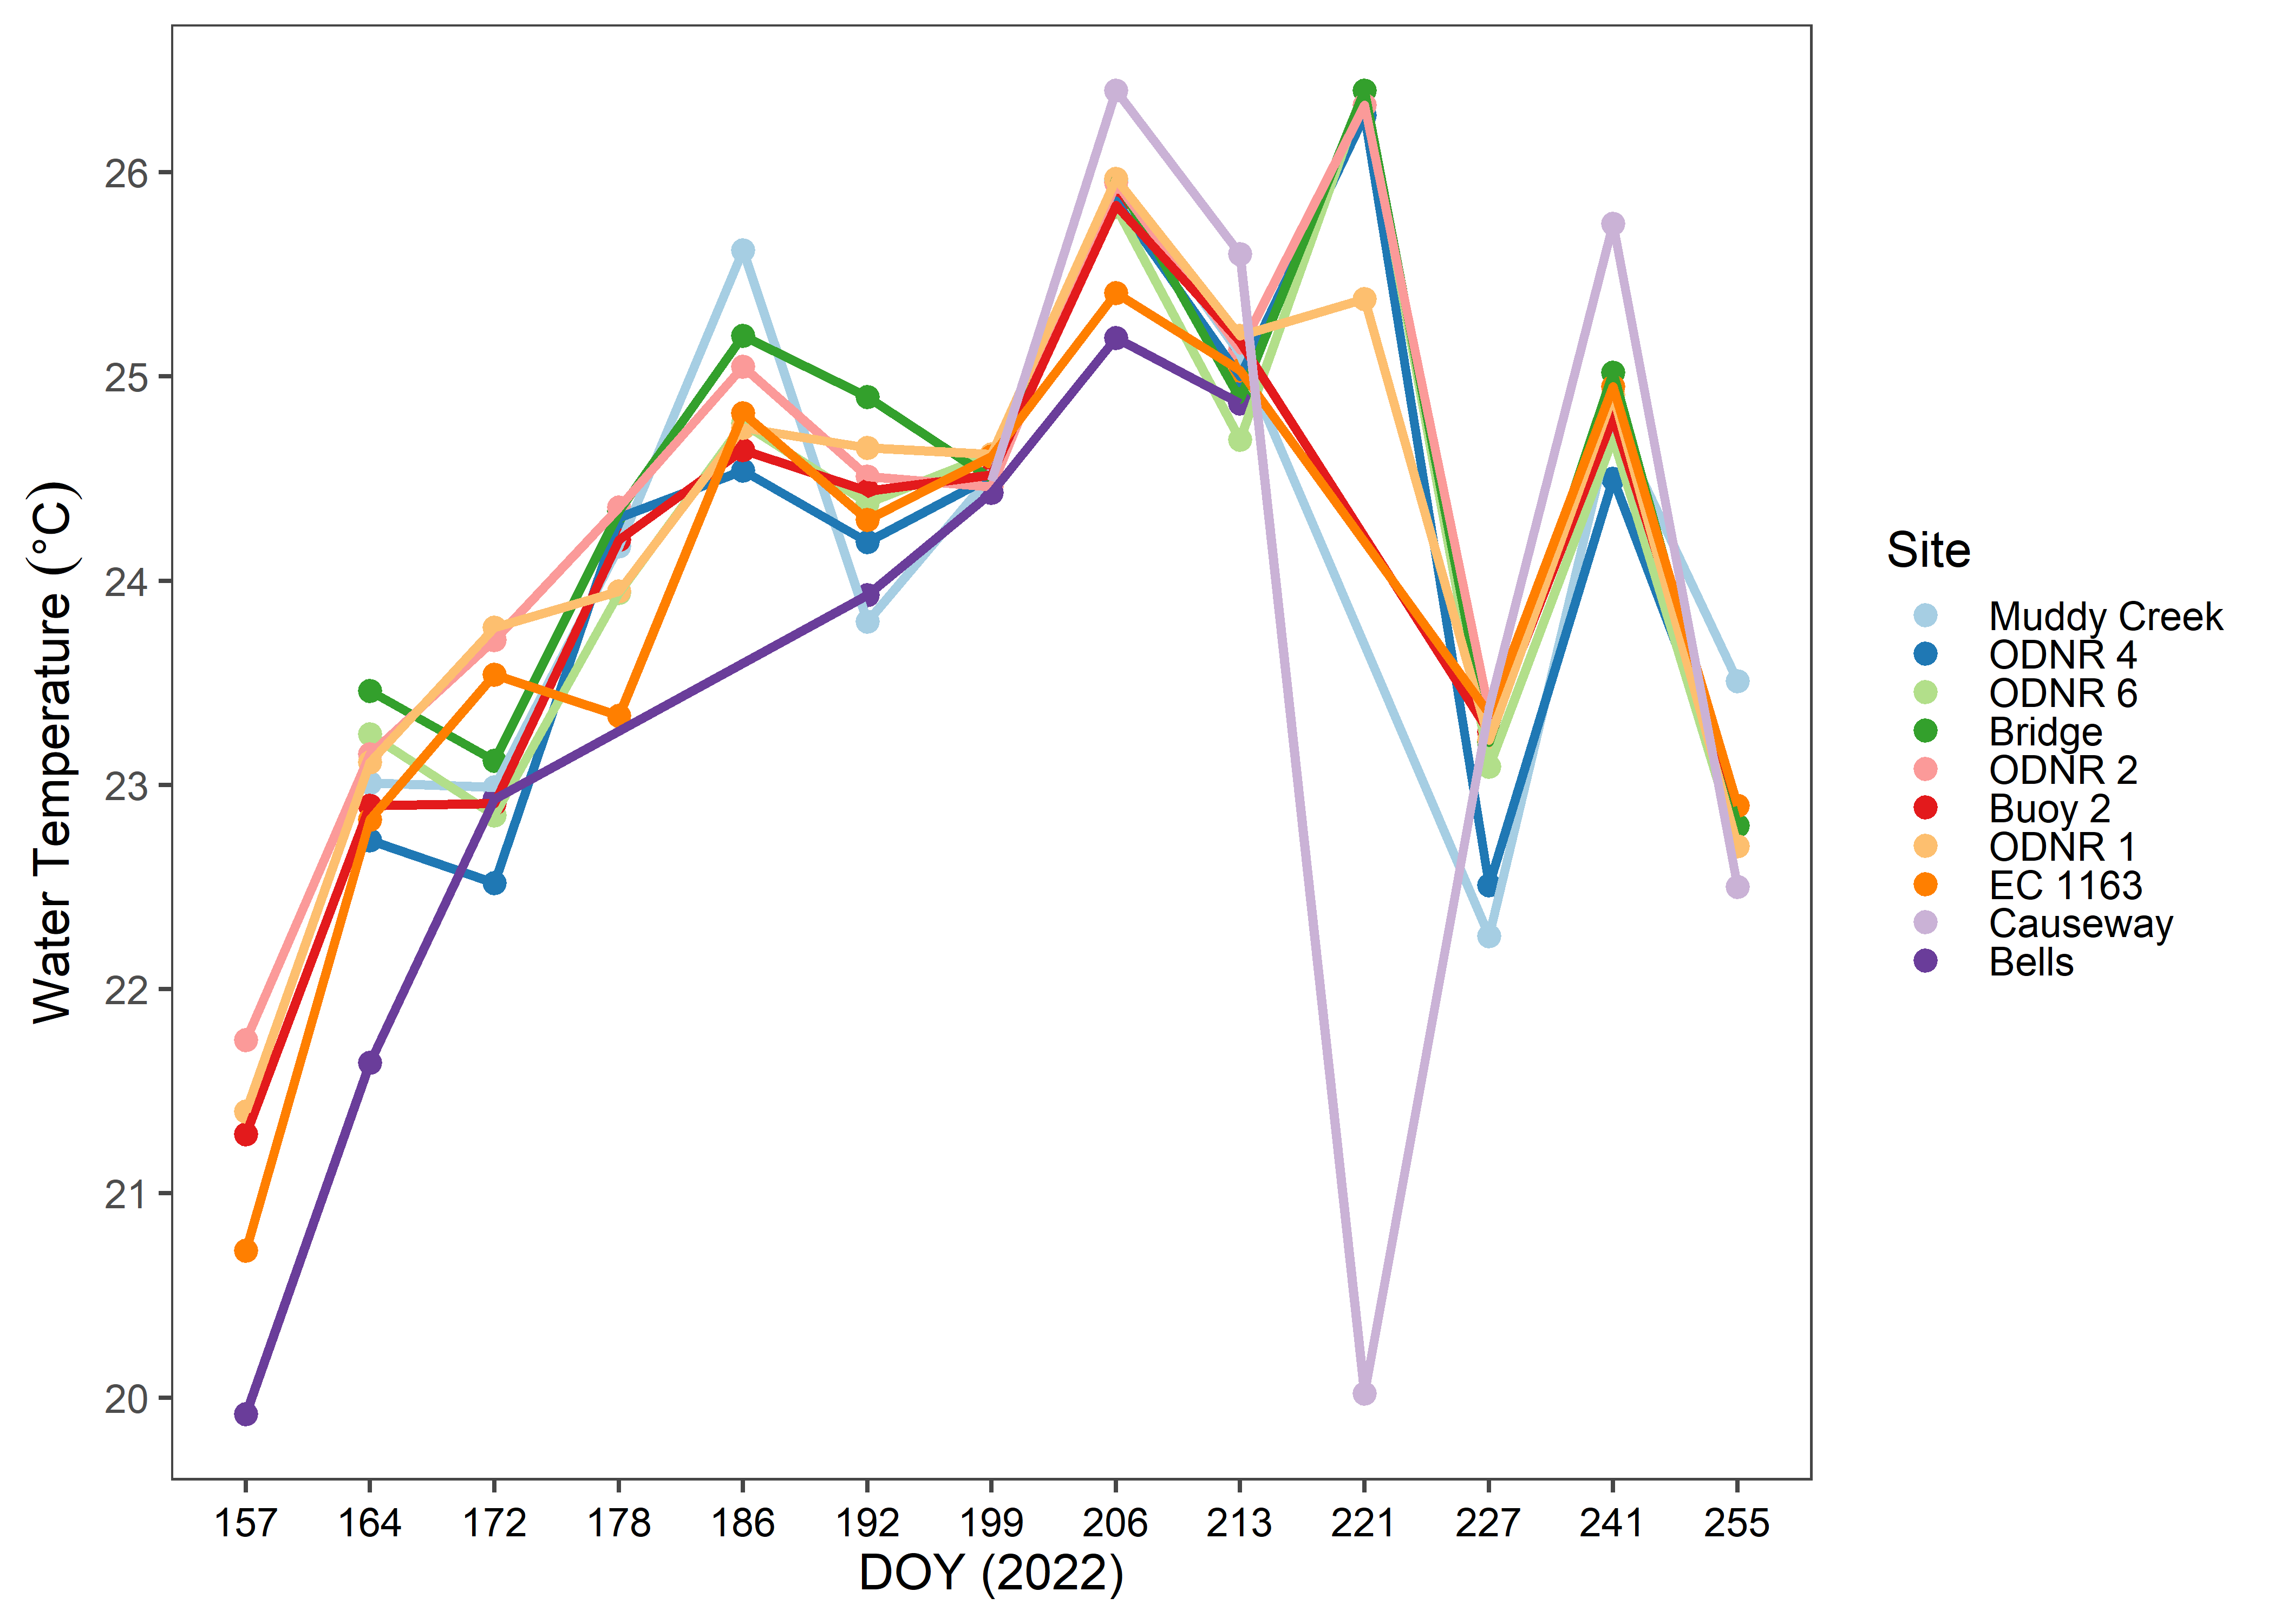 Water Temperature (°C)
26
25
24
23
22
21
20
157 164 172 178 186 192 199 206 213 221 227 241 255
DOY (2022)
Site
Muddy Creek
ODNR 4
ODNR 6
Bridge
ODNR 2
Buoy 2
ODNR 1
EC 1163
Causeway
Bells